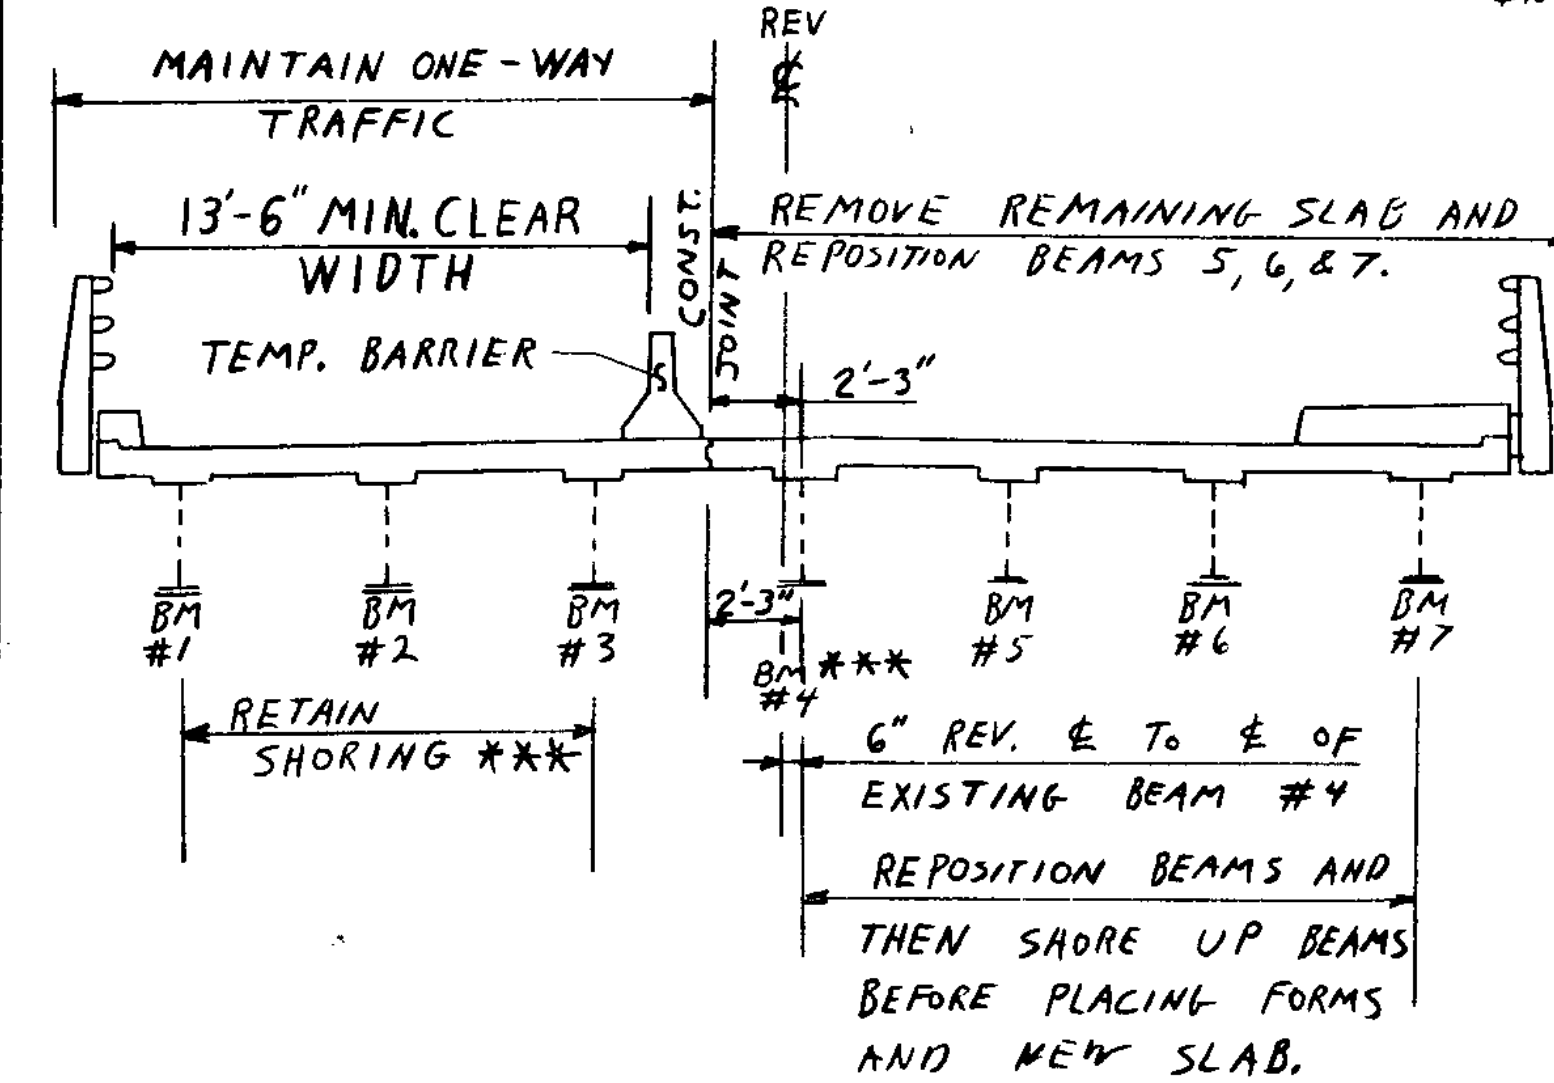 REV
℄
MAINTAIN ONE-WAY
TRAFFIC
13'-6" MIN. CLEAR
WIDTH
CONST.
JOINT
REMOVE REMAINING SLAB AND
REPOSITION BEAMS 5, 6, & 7.
TEMP. BARRIER
2'-3"
2'-3"
BM
#1
BM
#2
BM
#3
BM ***
#4
BM
#5
BM
#6
BM
#7
RETAIN
SHORING ***
6" REV. ℄ TO ℄ OF
EXISTING BEAM #4
REPOSITION BEAMS AND
THEN SHORE UP BEAMS
BEFORE PLACING FORMS
AND NEW SLAB.